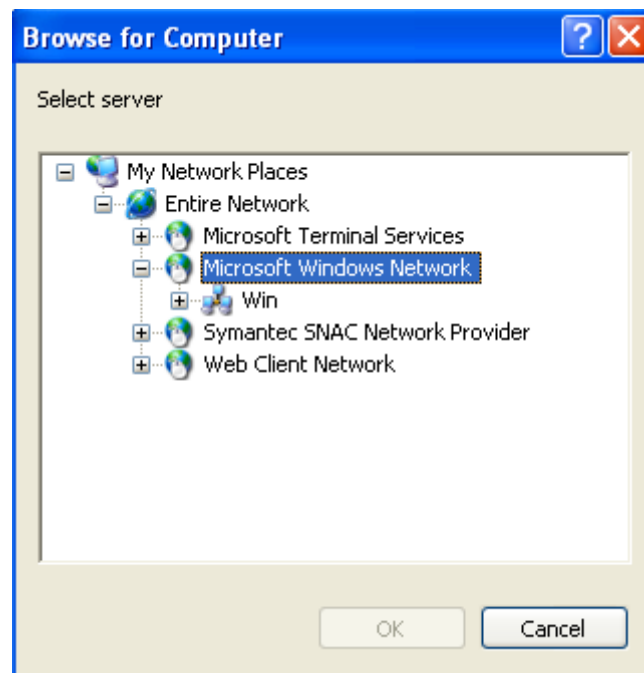 Browse for Computer
Select server
My Network Places
Entire Network
Microsoft Terminal Services
Microsoft Windows Network
Win
Symantec SNAC Network Provider
Web Client Network
OK
Cancel